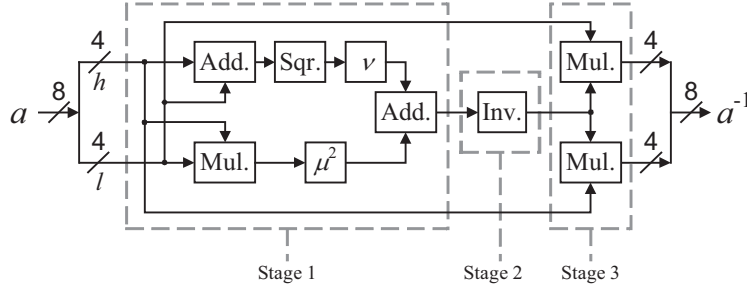 4 4
h Add. Sqr. ν Mul.
8 8
a Add. Inv. a⁻¹
4 4
l Mul. μ² Mul.
Stage 1 Stage 2 Stage 3